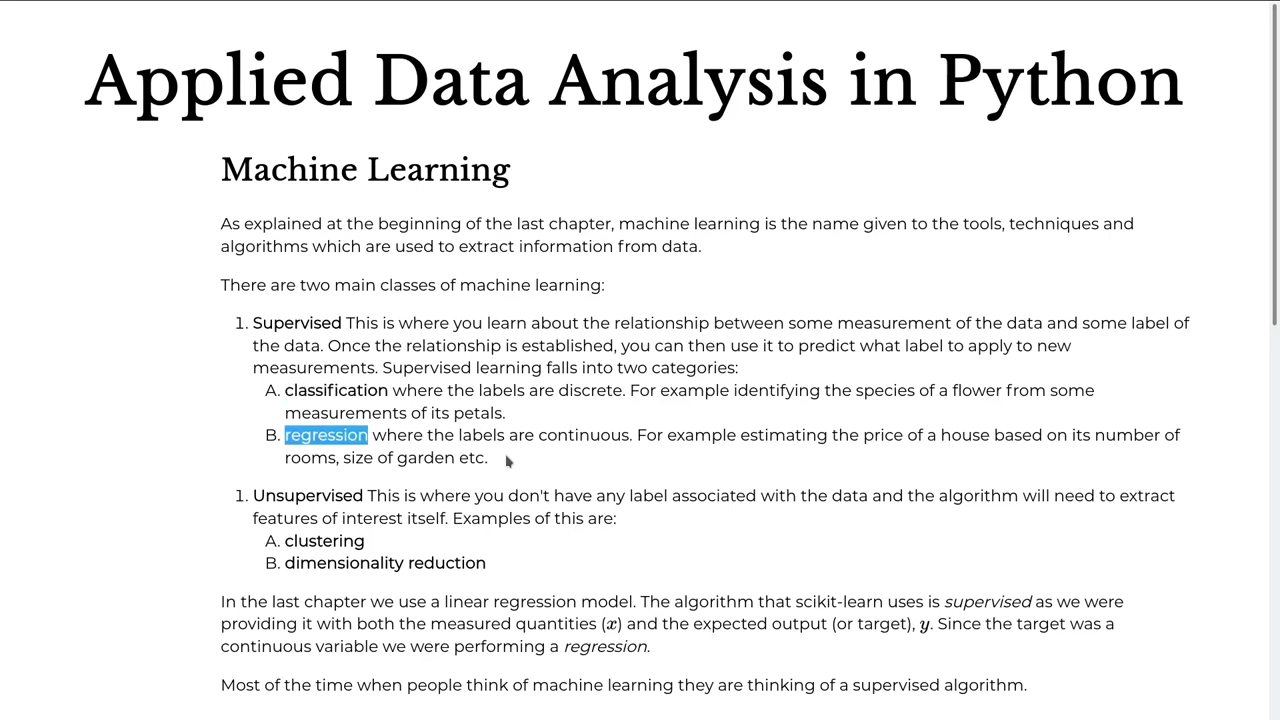 Applied Data Analysis in Python
Machine Learning
As explained at the beginning of the last chapter, machine learning is the name given to the tools, techniques and
algorithms which are used to extract information from data.
There are two main classes of machine learning:
1. Supervised This is where you learn about the relationship between some measurement of the data and some label of
the data. Once the relationship is established, you can then use it to predict what label to apply to new
measurements. Supervised learning falls into two categories:
A. classification where the labels are discrete. For example identifying the species of a flower from some
measurements of its petals.
B. regression where the labels are continuous. For example estimating the price of a house based on its number of
rooms, size of garden etc.
1. Unsupervised This is where you don't have any label associated with the data and the algorithm will need to extract
features of interest itself. Examples of this are:
A. clustering
B. dimensionality reduction
In the last chapter we use a linear regression model. The algorithm that scikit-learn uses is supervised as we were
providing it with both the measured quantities (x) and the expected output (or target), y. Since the target was a
continuous variable we were performing a regression.
Most of the time when people think of machine learning they are thinking of a supervised algorithm.